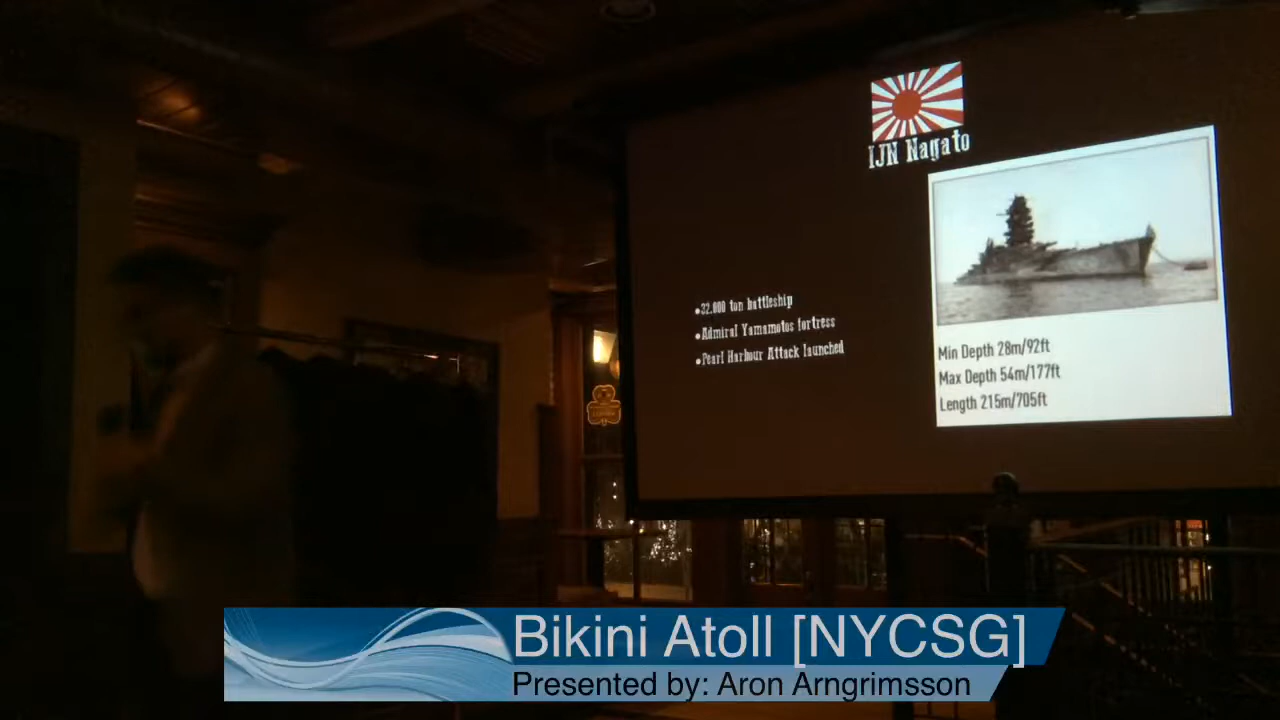 IJN Nagato
•32.000 ton battleship
•Admiral Yamamotos fortress
•Pearl Harbour Attack launched
Min Depth 28m/92ft
Max Depth 54m/177ft
Length 215m/705ft
Bikini Atoll [NYCSG]
Presented by: Aron Arngrimsson